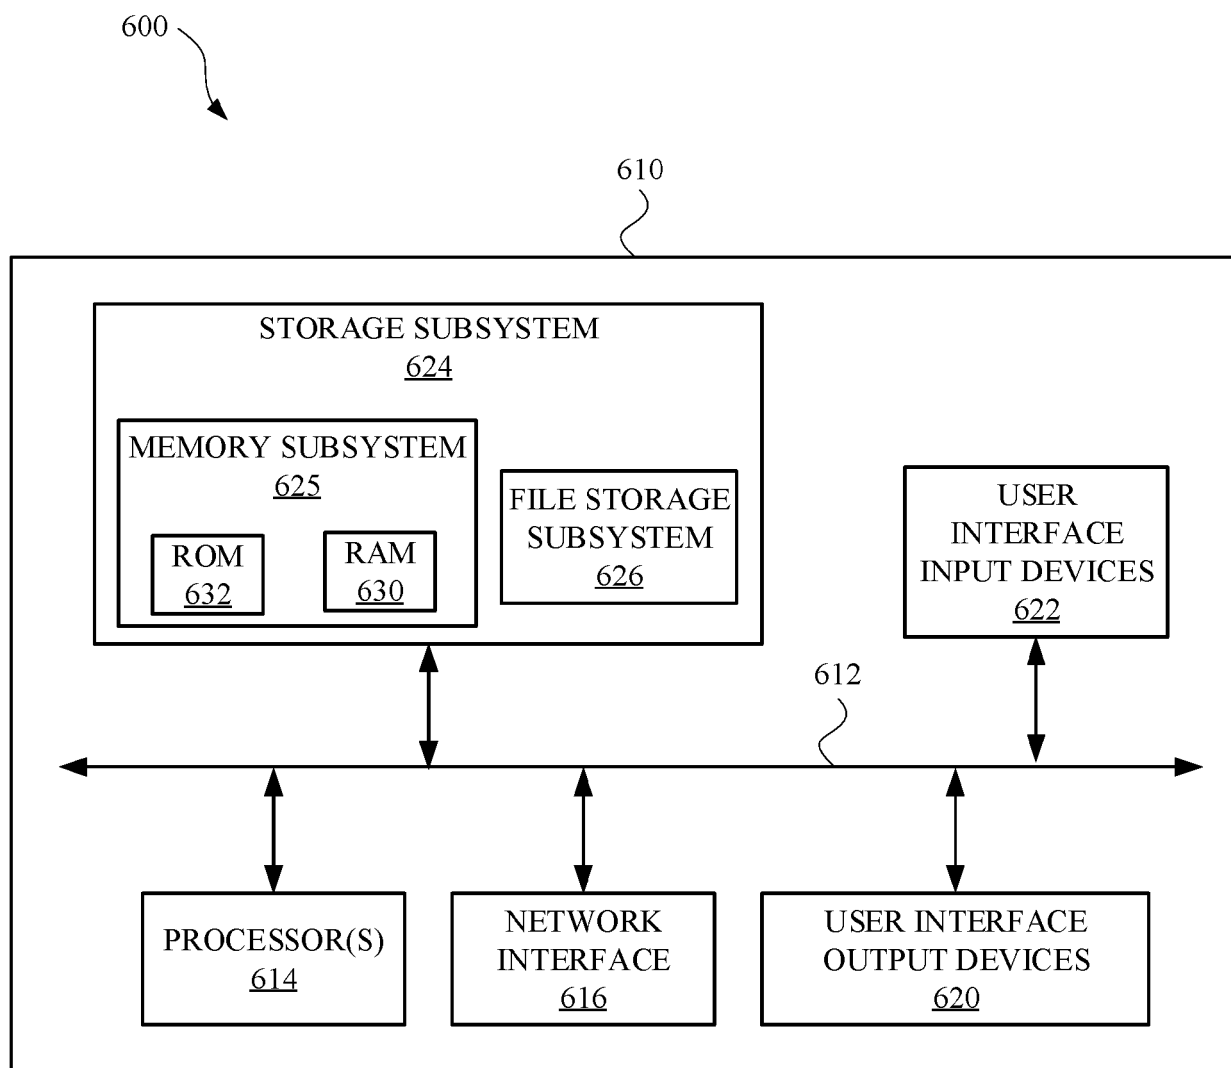 600
610
STORAGE SUBSYSTEM
624
MEMORY SUBSYSTEM
625
ROM
632
RAM
630
FILE STORAGE
SUBSYSTEM
626
USER
INTERFACE
INPUT DEVICES
622
612
PROCESSOR(S)
614
NETWORK
INTERFACE
616
USER INTERFACE
OUTPUT DEVICES
620